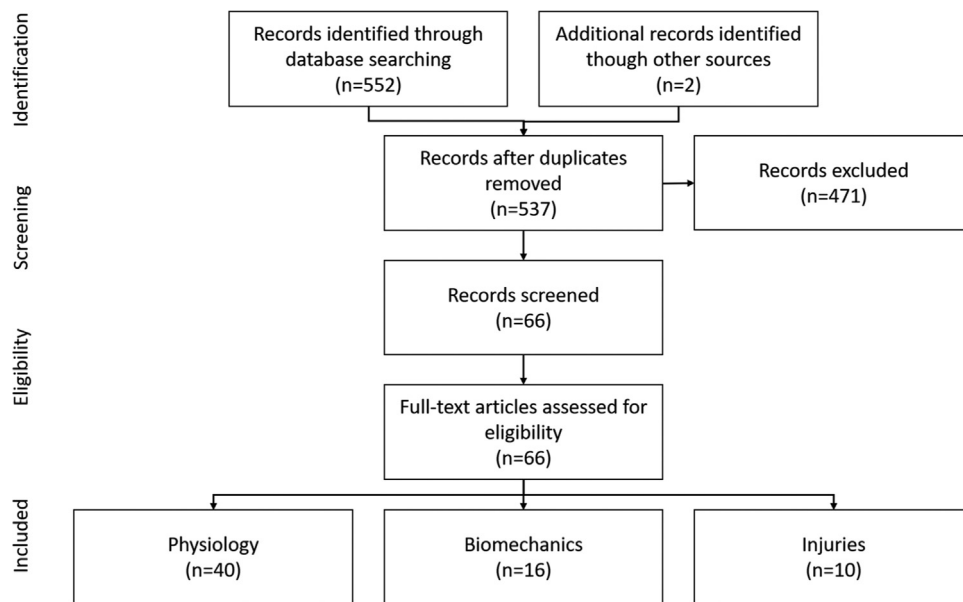 Identification
Records identified through
database searching
(n=552)
Additional records identified
though other sources
(n=2)
Screening
Records after duplicates
removed
(n=537)
Records excluded
(n=471)
Records screened
(n=66)
Eligibility
Full-text articles assessed for
eligibility
(n=66)
Included
Physiology
(n=40)
Biomechanics
(n=16)
Injuries
(n=10)